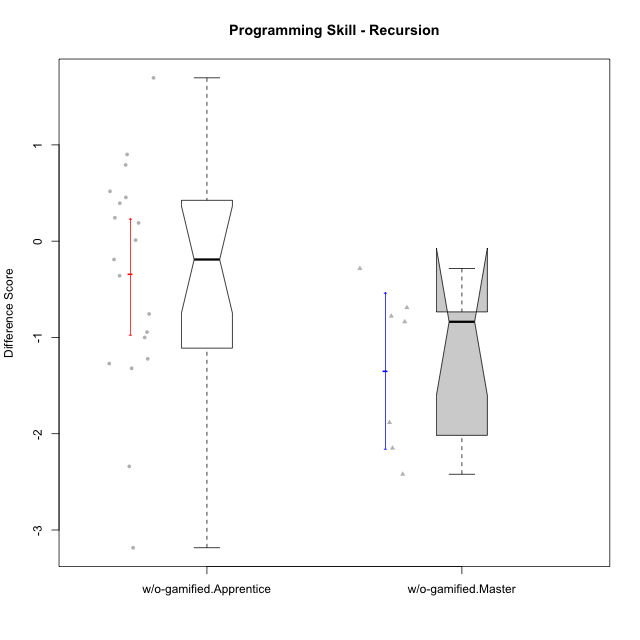 Programming Skill - Recursion
Difference Score
1
0
-1
-2
-3
w/o-gamified.Apprentice
w/o-gamified.Master